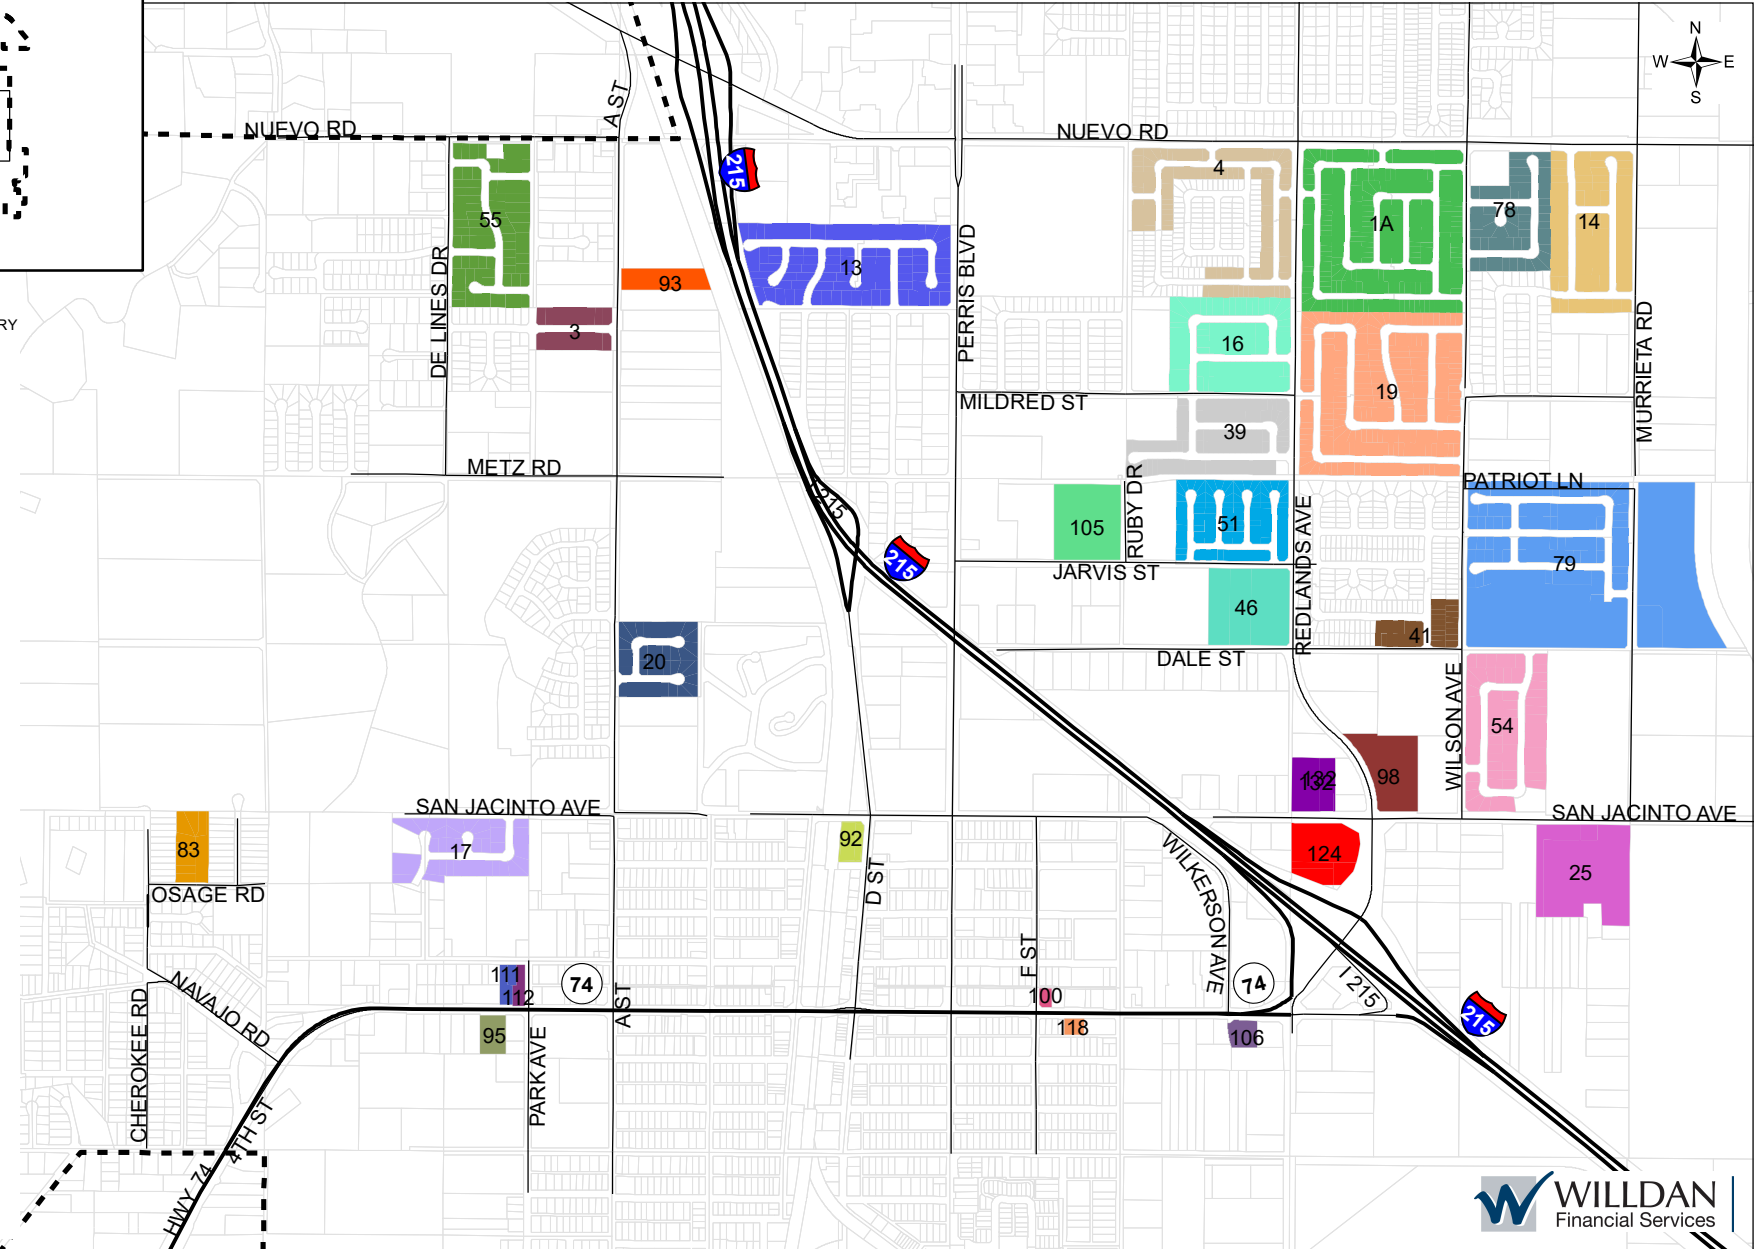 N
W E
S
A ST
NUEVO RD
NUEVO RD
215
4
55
1A
78
14
DE LINES DR
13
PERRIS BLVD
93
RY
3
16
MURRIETA RD
19
MILDRED ST
39
METZ RD
PATRIOT LN
I 215
105
RUBY DR
51
REDLANDS AVE
215
JARVIS ST
79
46
41
20
DALE ST
WILSON AVE
54
132
98
SAN JACINTO AVE
SAN JACINTO AVE
83
17
92
D ST
WILKERSON AVE
124
25
OSAGE RD
F ST
111
112
74
A ST
100
74
I 215
NAVAJO RD
CHEROKEE RD
95
PARK AVE
118
106
215
4TH ST
HWY 74
WILLDAN
Financial Services